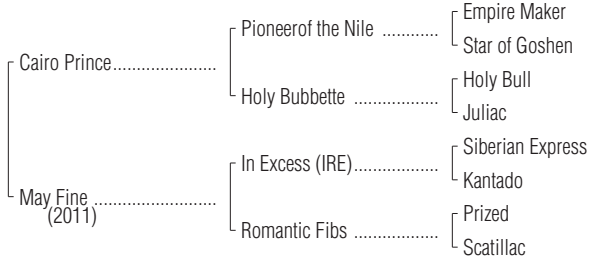 Empire Maker
Pioneerof the Nile ............
Star of Goshen
Cairo Prince......................
Holy Bull
Holy Bubbette ..................
Juliac
Siberian Express
In Excess (IRE)..................
Kantado
May Fine ..........................
(2011)
Prized
Romantic Fibs ..................
Scatillac